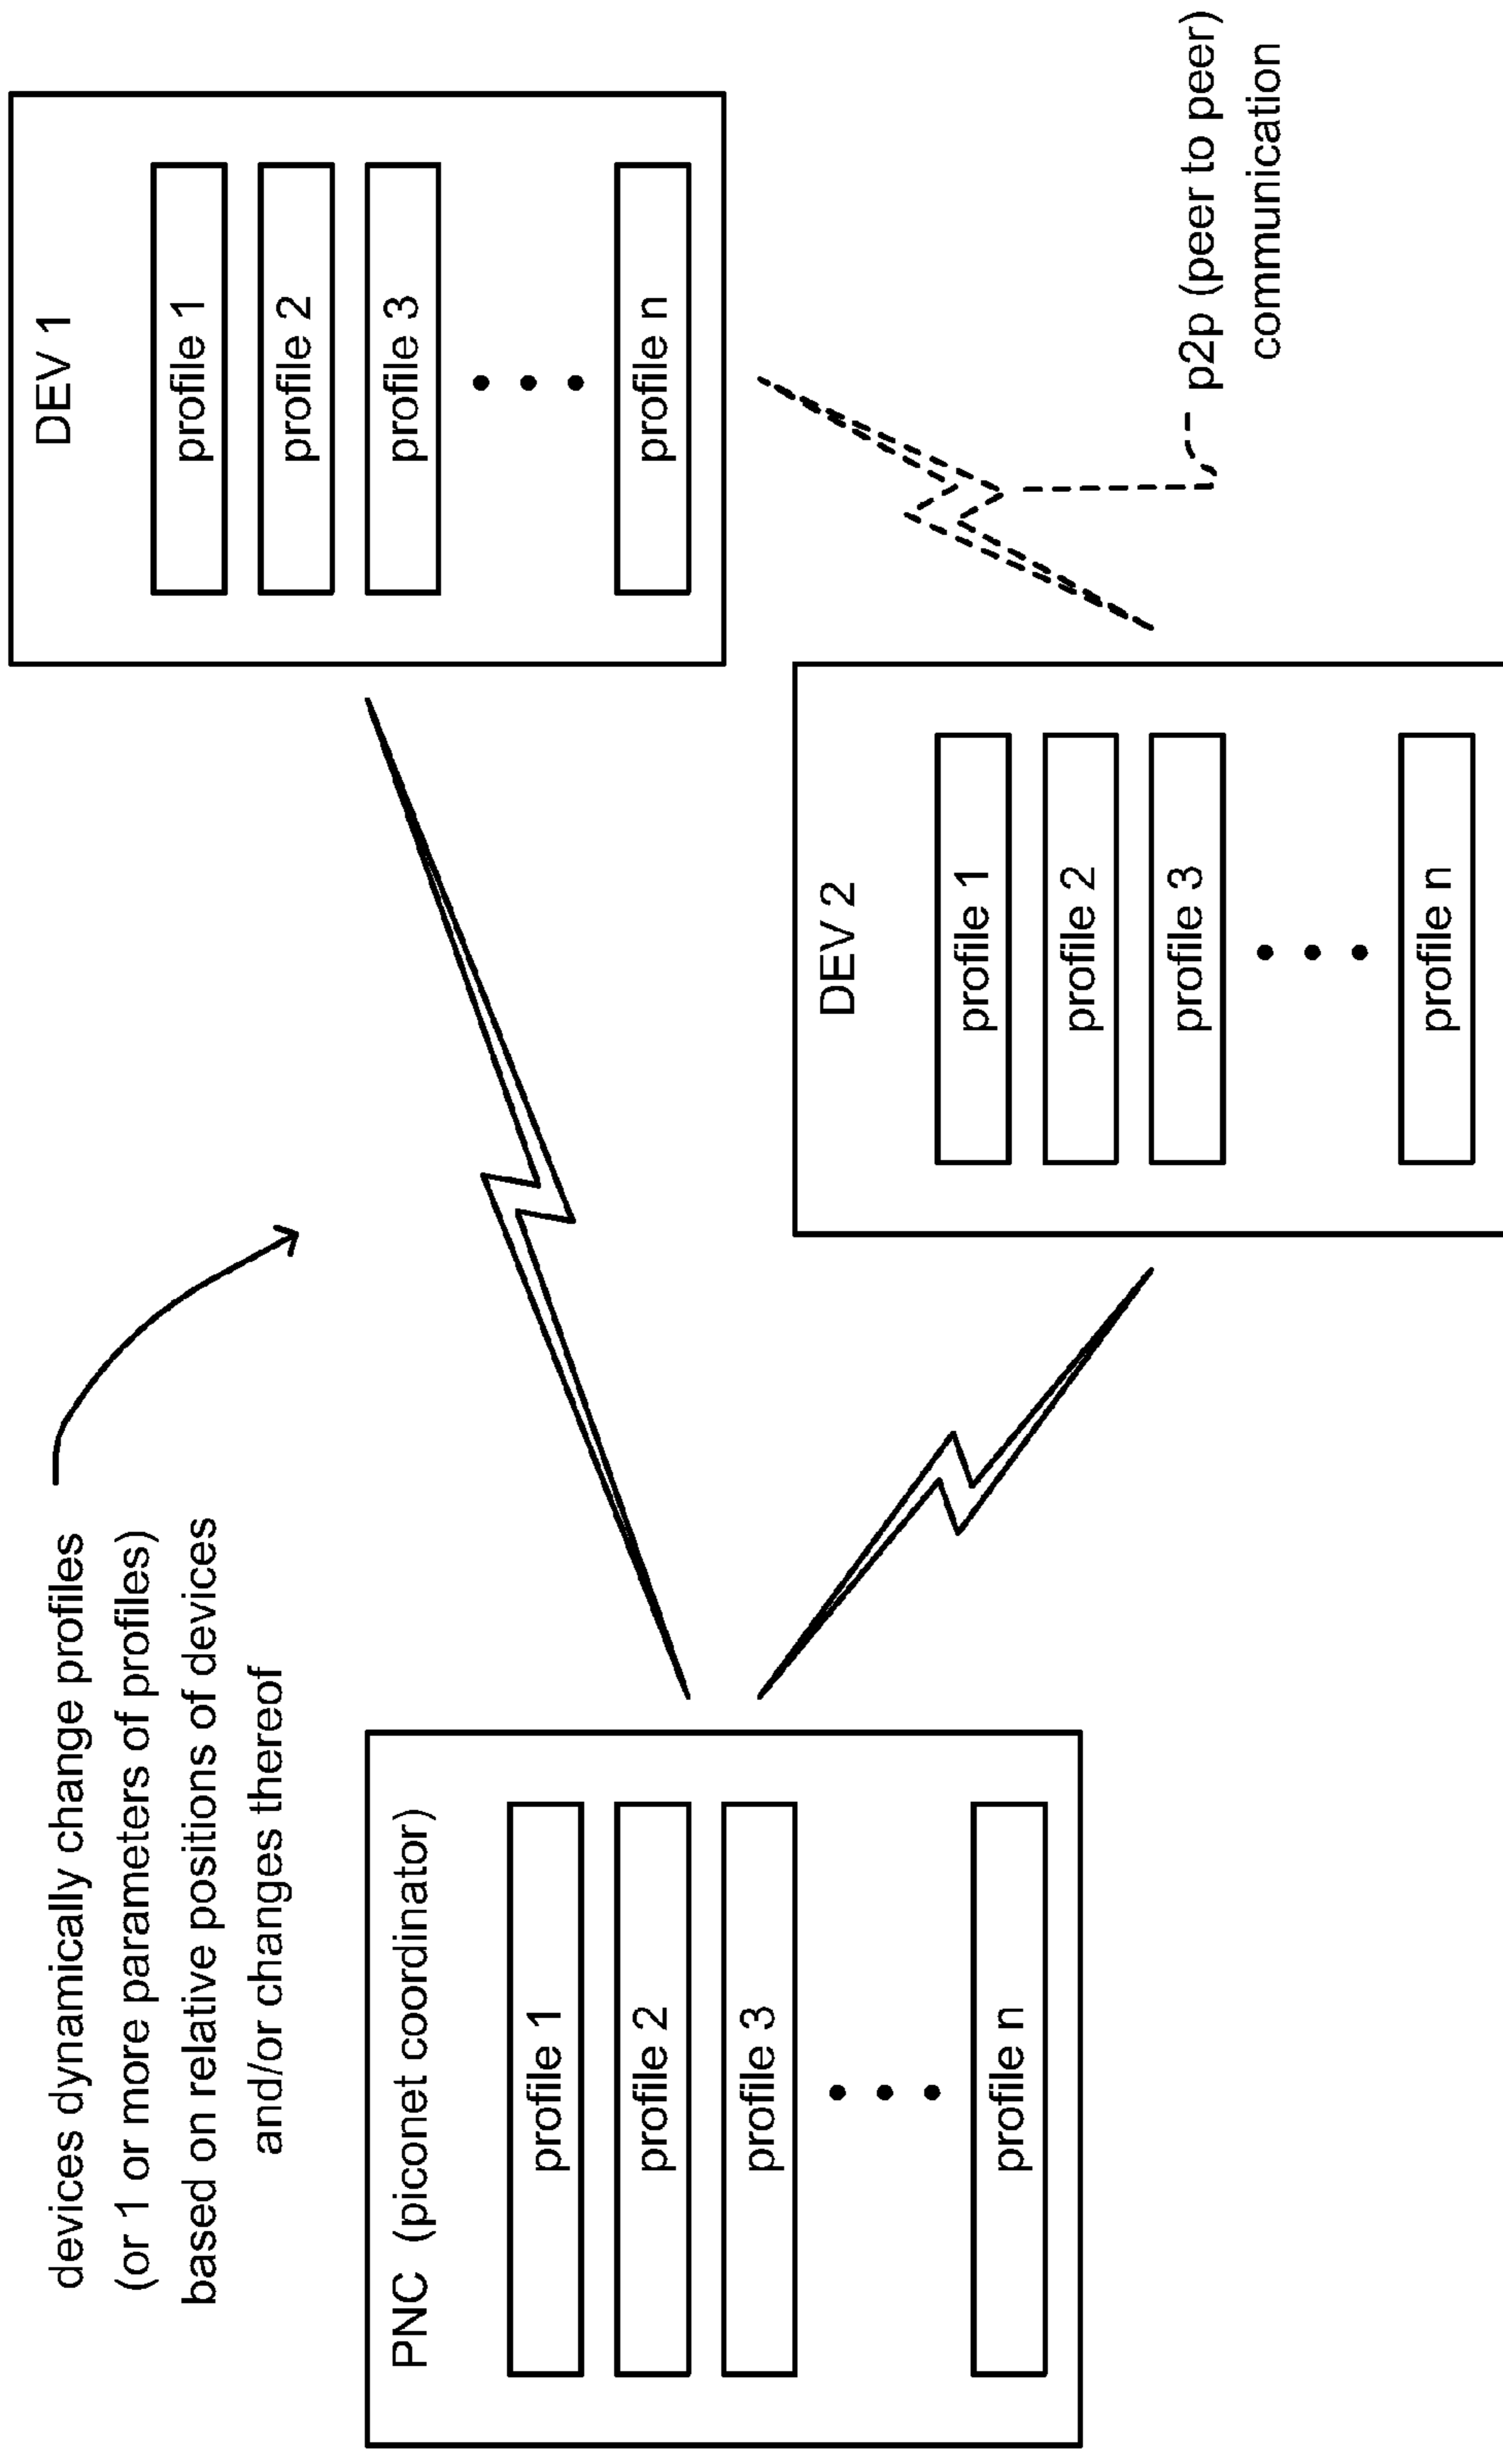 devices dynamically change profiles
(or 1 or more parameters of profiles)
based on relative positions of devices
and/or changes thereof
PNC (piconet coordinator)
profile 1
profile 2
profile 3
profile n
DEV 1
profile 1
profile 2
profile 3
profile n
DEV 2
profile 1
profile 2
profile 3
profile n
p2p (peer to peer)
communication